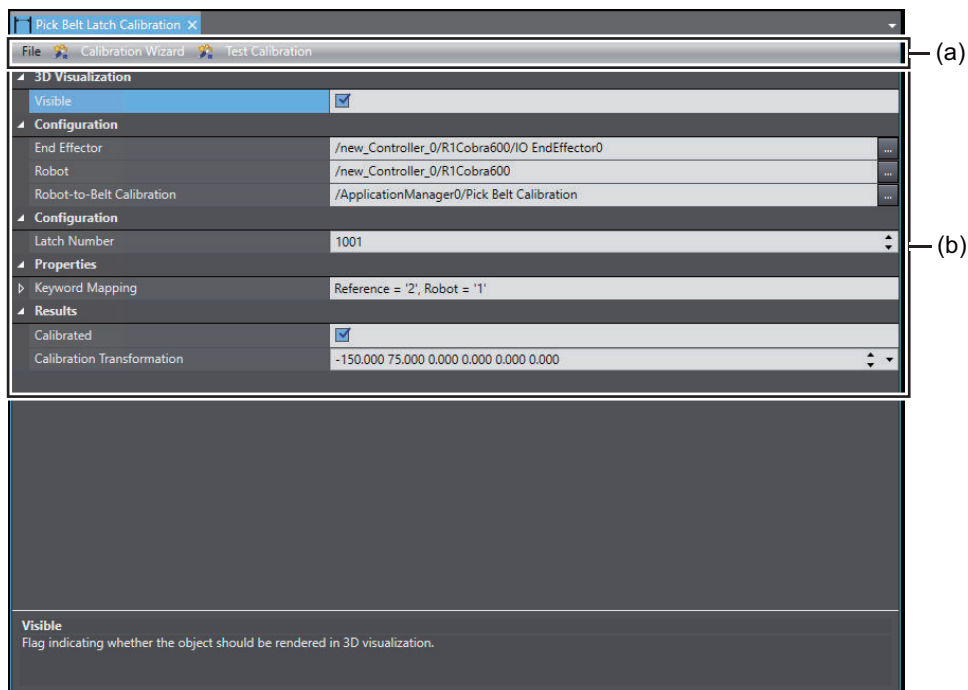 Pick Belt Latch Calibration
File Calibration Wizard Test Calibration
(a)
3D Visualization
Visible
Configuration
End Effector /new_Controller_0/R1Cobra600/IO EndEffector0 ...
Robot /new_Controller_0/R1Cobra600 ...
Robot-to-Belt Calibration /ApplicationManager0/Pick Belt Calibration ...
Configuration
Latch Number 1001
(b)
Properties
Keyword Mapping Reference = '2', Robot = '1'
Results
Calibrated
Calibration Transformation -150.000 75.000 0.000 0.000 0.000 0.000
Visible
Flag indicating whether the object should be rendered in 3D visualization.